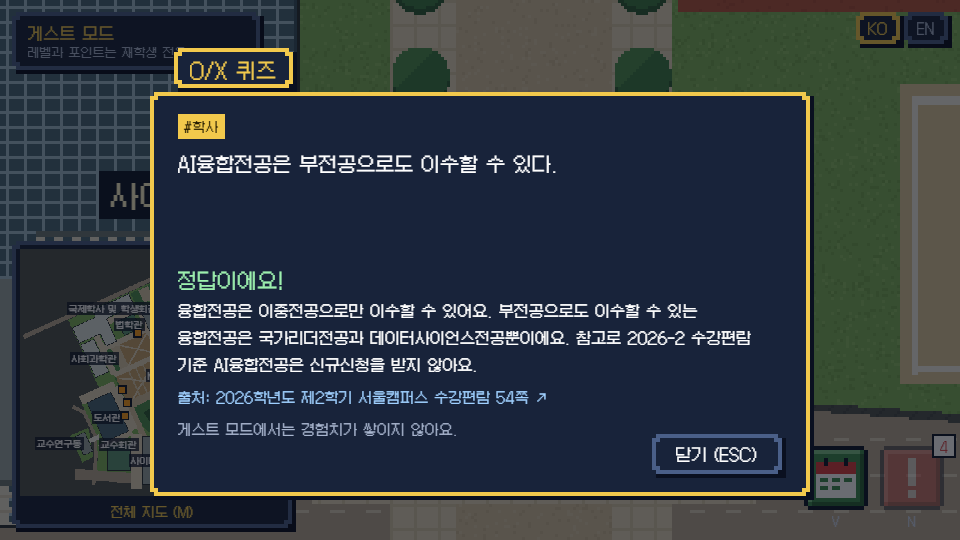 게스트 모드
레벨과 포인트는 재학생 전
KO
EN
O/X 퀴즈
#학사
AI융합전공은 부전공으로도 이수할 수 있다.
정답이에요!
융합전공은 이중전공으로만 이수할 수 있어요. 부전공으로도 이수할 수 있는
융합전공은 국가리더전공과 데이터사이언스전공뿐이에요. 참고로 2026-2 수강편람
기준 AI융합전공은 신규신청을 받지 않아요.
출처: 2026학년도 제2학기 서울캠퍼스 수강편람 54쪽 ↗
게스트 모드에서는 경험치가 쌓이지 않아요.
닫기 (ESC)
국제학사 및 학생회
법학관
사회과학관
도서관
교수연구동
교수회관
사이
전체 지도 (M)
4
V
N